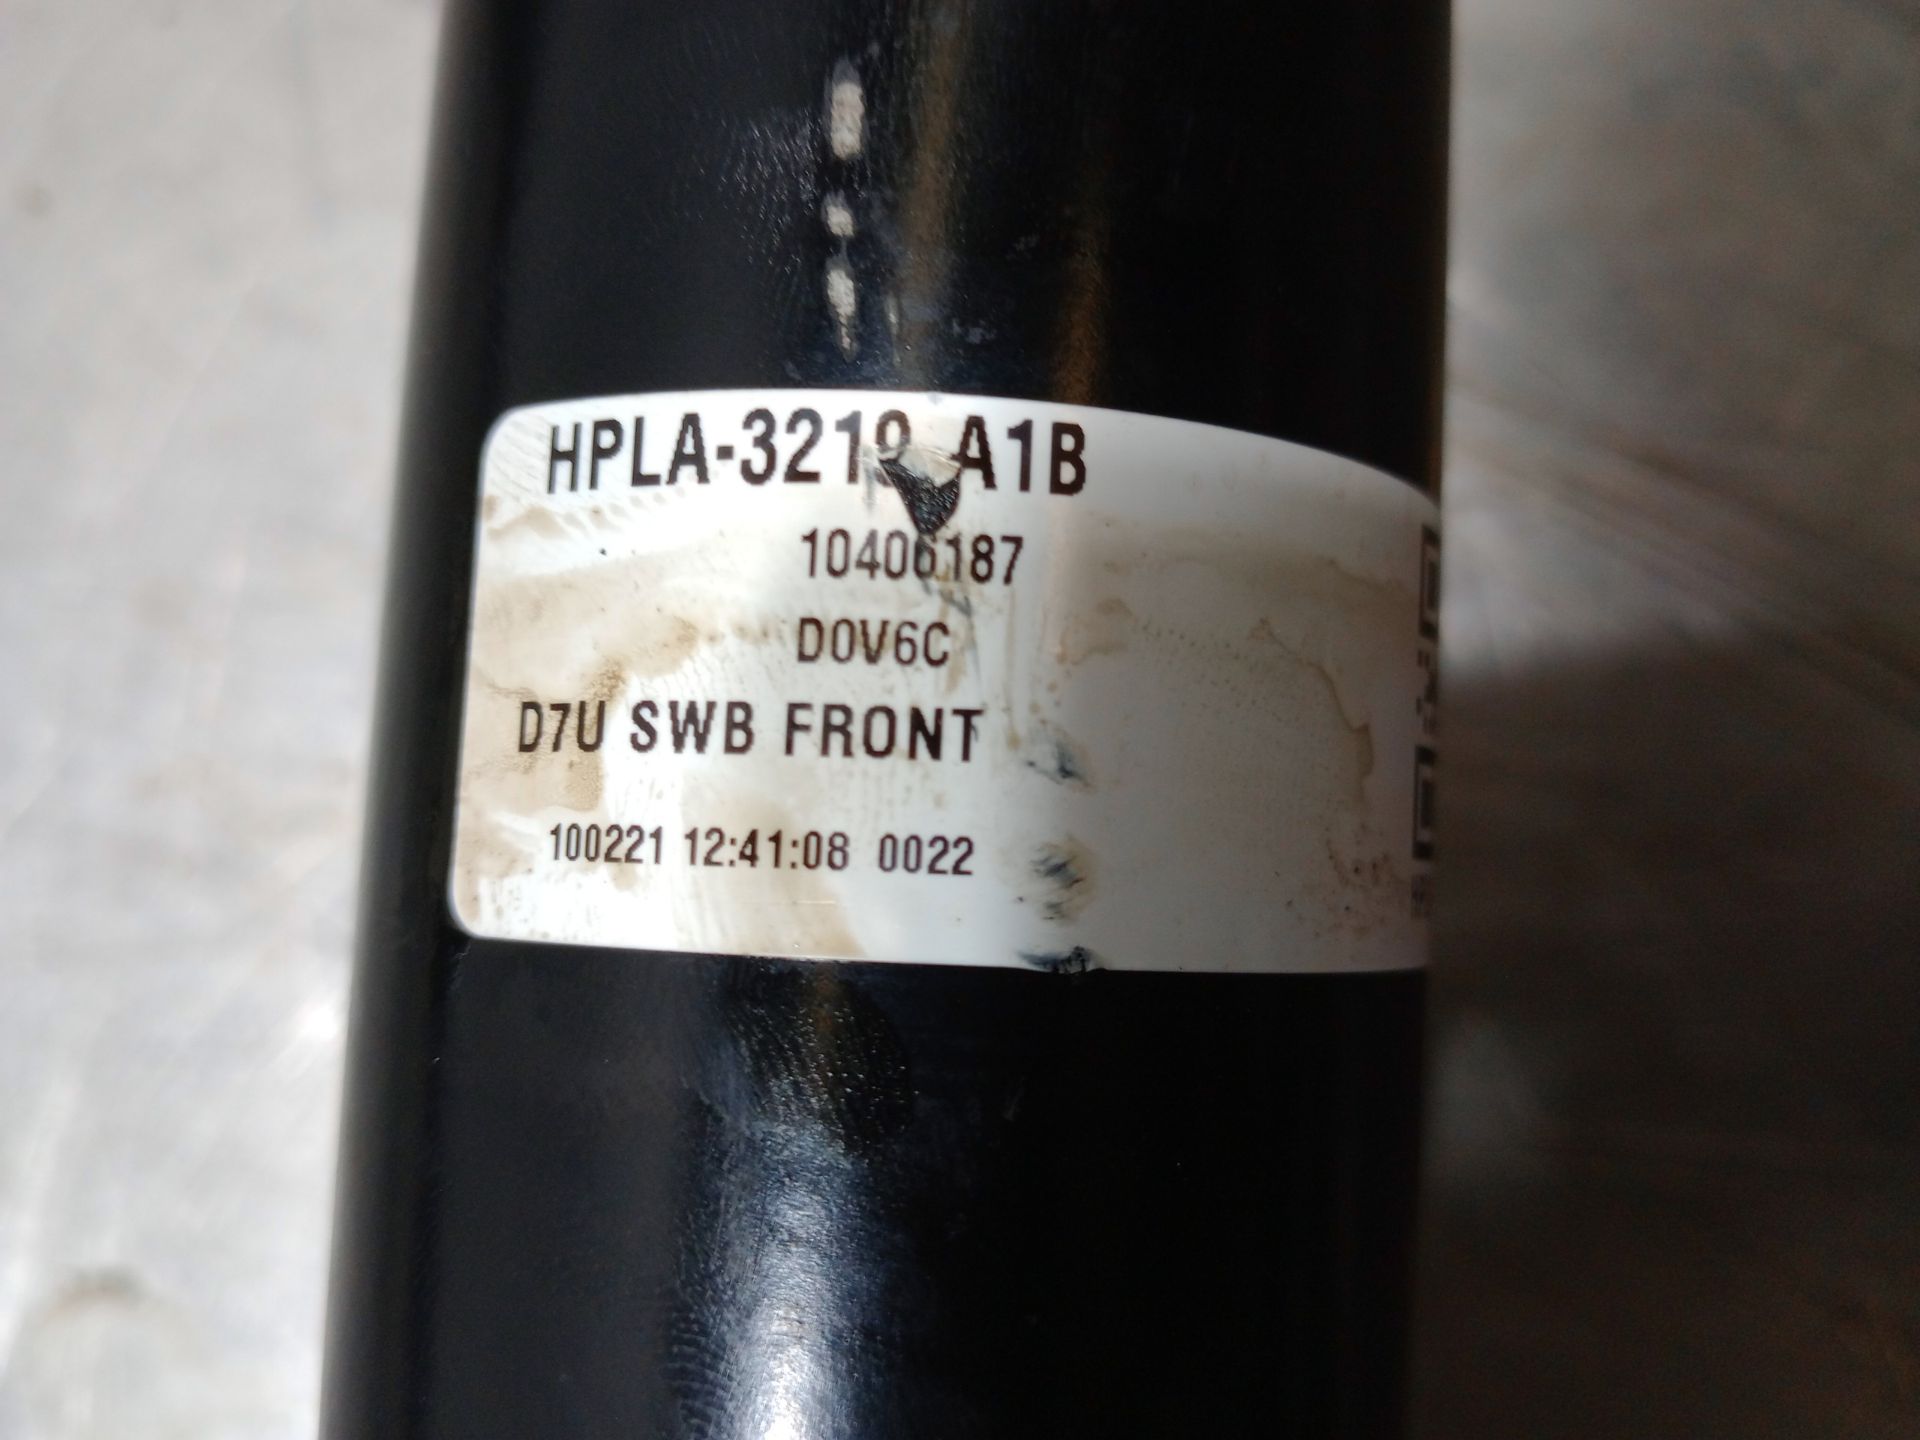 HPLA-3219-A1B
10406187
D0V6C
D7U SWB FRONT
100221 12:41:08 0022